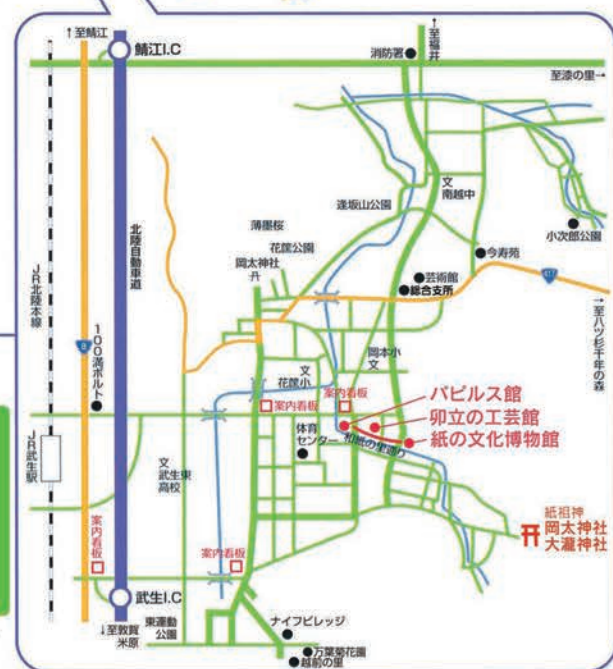 ↑至鯖江
鯖江I.C
消防署
↑至福井
至漆の里→
北陸自動車道
JR北陸本線
8
100満ボルト
JR武生駅
薄墨桜
花筐公園
岡太神社
逢坂山公園
文
南越中
小次郎公園
今寿苑
芸術館
総合支所
417
→至八ツ杉千年の森
岡本小
文
文
花筐小
案内看板
案内看板
体育
センター
和紙の里通り
パピルス館
卯立の工芸館
紙の文化博物館
紙祖神
岡太神社
大瀧神社
文
武生東
高校
案内看板
案内看板
武生I.C
↓至敦賀
米原
東運動
公園
ナイフビレッジ
万葉菊花園
越前の里